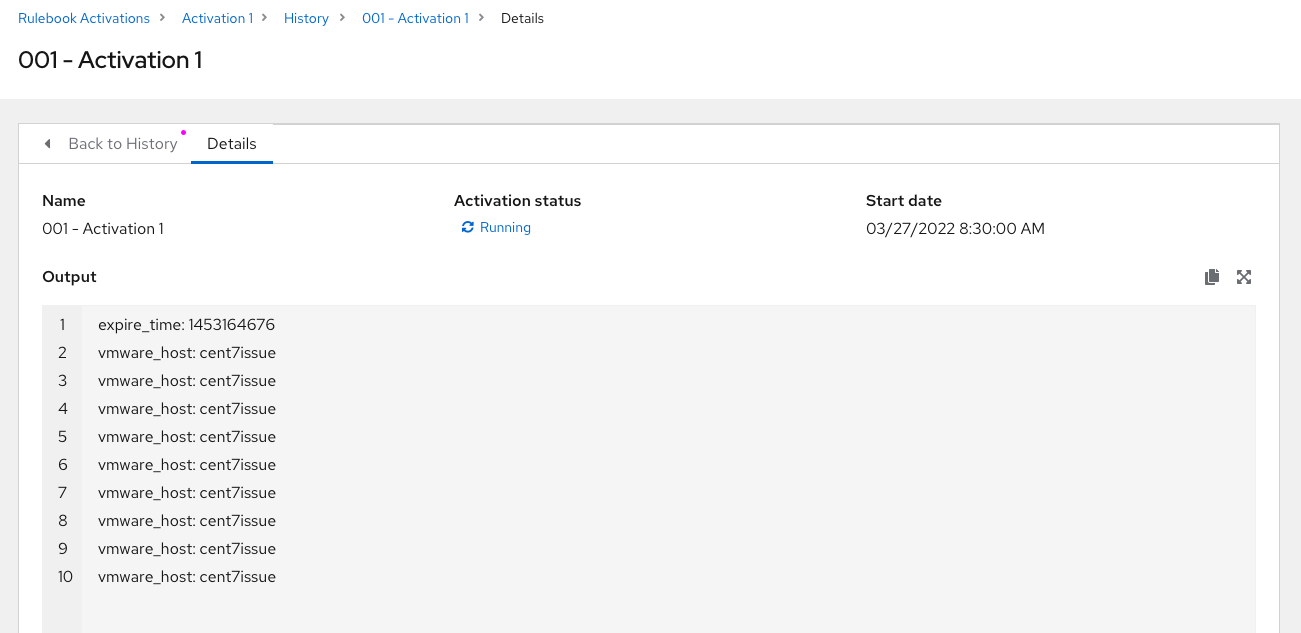 Rulebook Activations > Activation 1 > History > 001 - Activation 1 > Details
001 - Activation 1
Back to History Details
Name Activation status Start date
001 - Activation 1 Running 03/27/2022 8:30:00 AM
Output
1 expire_time: 1453164676
2 vmware_host: cent7issue
3 vmware_host: cent7issue
4 vmware_host: cent7issue
5 vmware_host: cent7issue
6 vmware_host: cent7issue
7 vmware_host: cent7issue
8 vmware_host: cent7issue
9 vmware_host: cent7issue
10 vmware_host: cent7issue